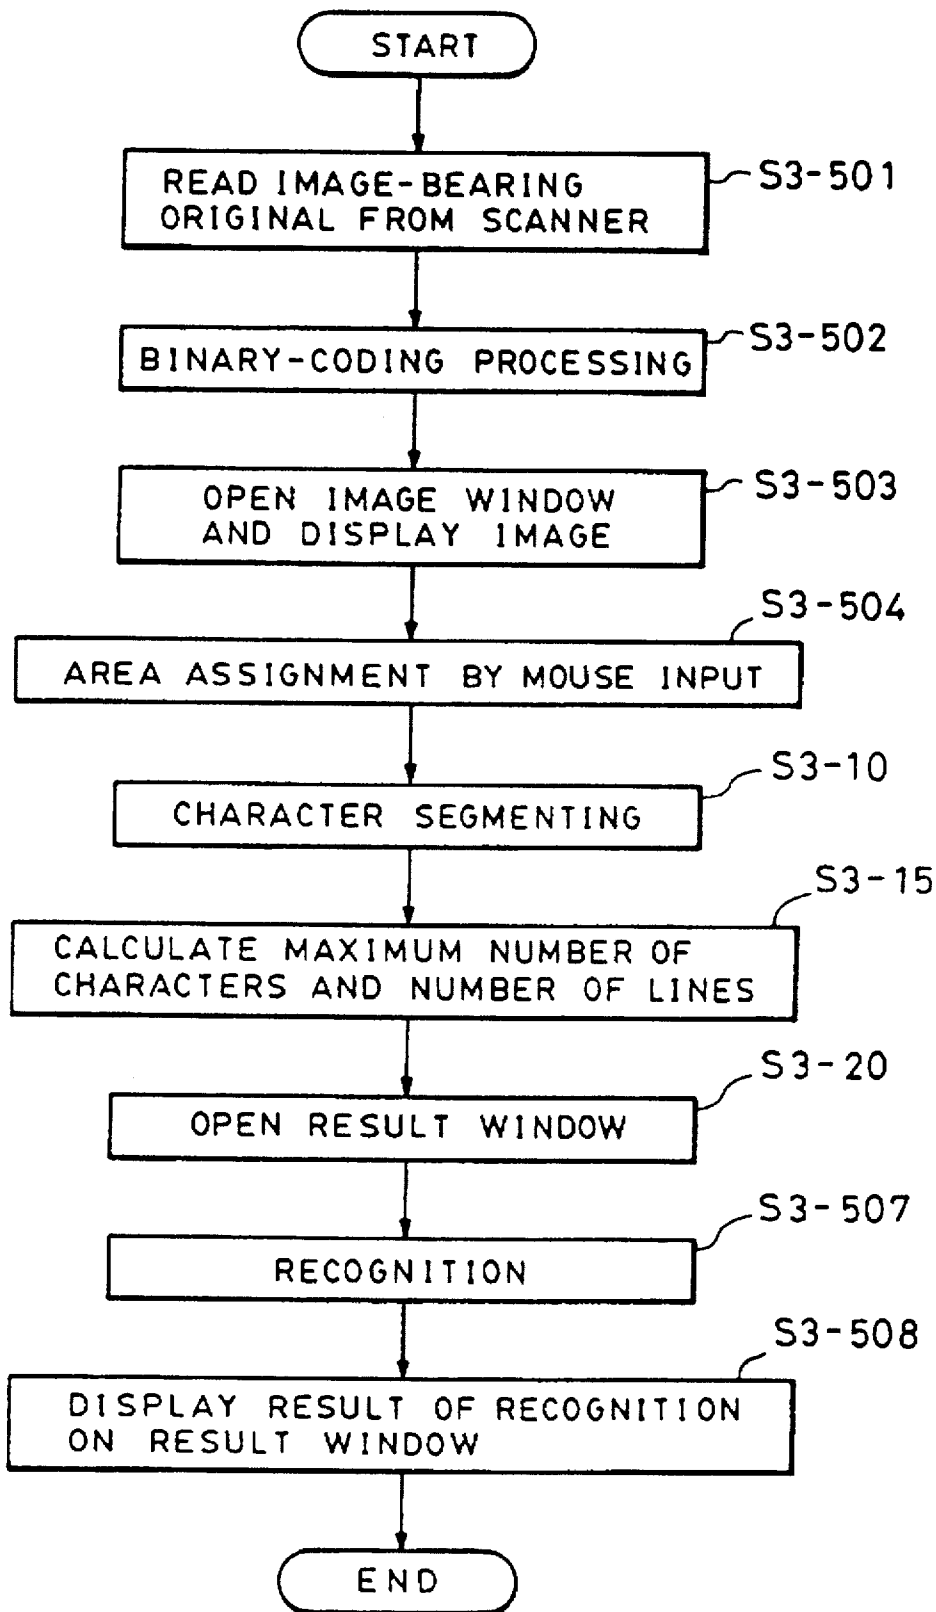 START
READ IMAGE-BEARING
ORIGINAL FROM SCANNER
S3-501
BINARY-CODING PROCESSING
S3-502
OPEN IMAGE WINDOW
AND DISPLAY IMAGE
S3-503
S3-504
AREA ASSIGNMENT BY MOUSE INPUT
S3-10
CHARACTER SEGMENTING
S3-15
CALCULATE MAXIMUM NUMBER OF
CHARACTERS AND NUMBER OF LINES
S3-20
OPEN RESULT WINDOW
S3-507
RECOGNITION
S3-508
DISPLAY RESULT OF RECOGNITION
ON RESULT WINDOW
END